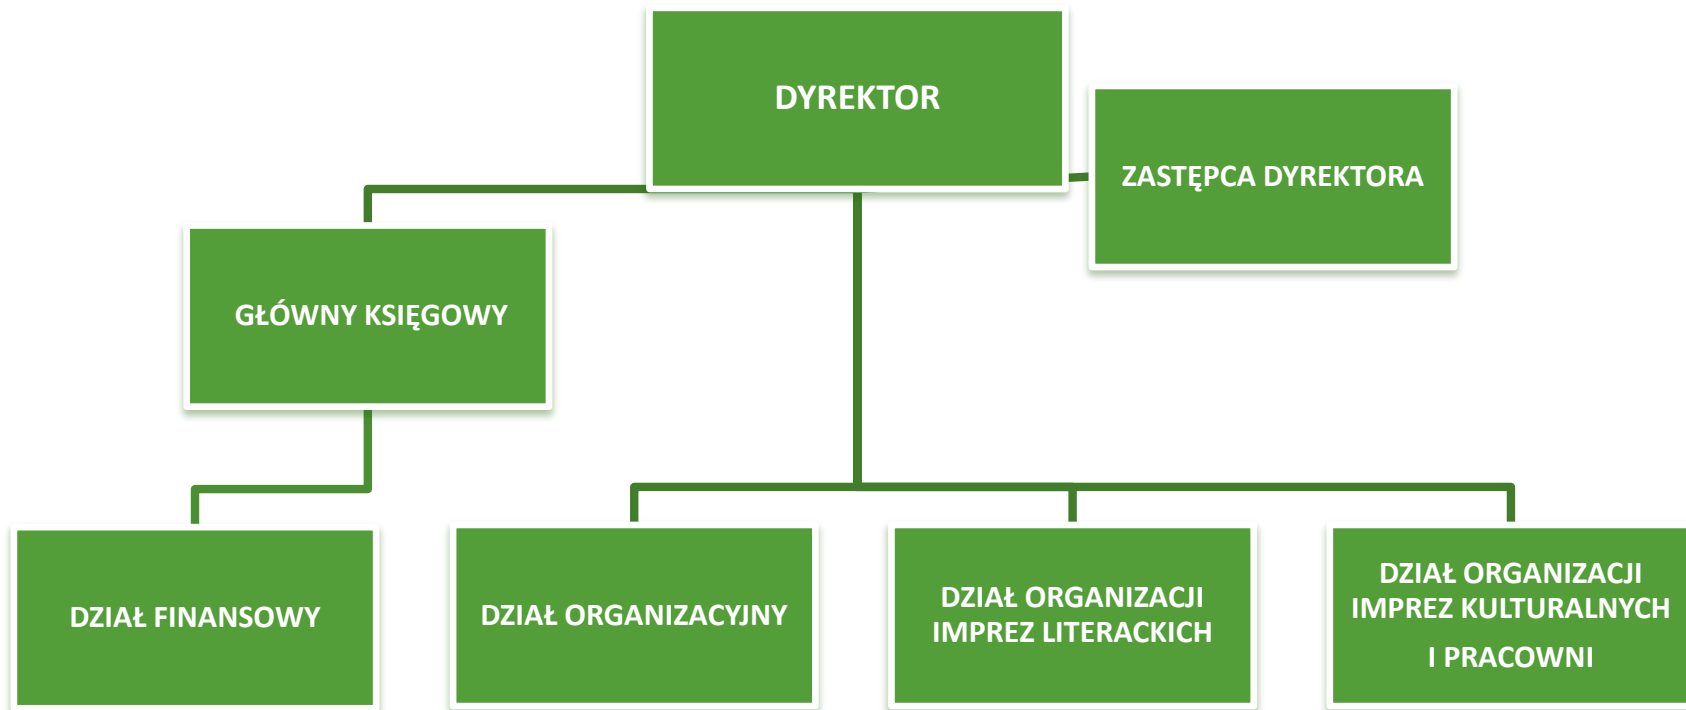 DYREKTOR
ZASTĘPCA DYREKTORA
GŁÓWNY KSIĘGOWY
DZIAŁ FINANSOWY
DZIAŁ ORGANIZACYJNY
DZIAŁ ORGANIZACJI
IMPREZ LITERACKICH
DZIAŁ ORGANIZACJI
IMPREZ KULTURALNYCH
I PRACOWNI